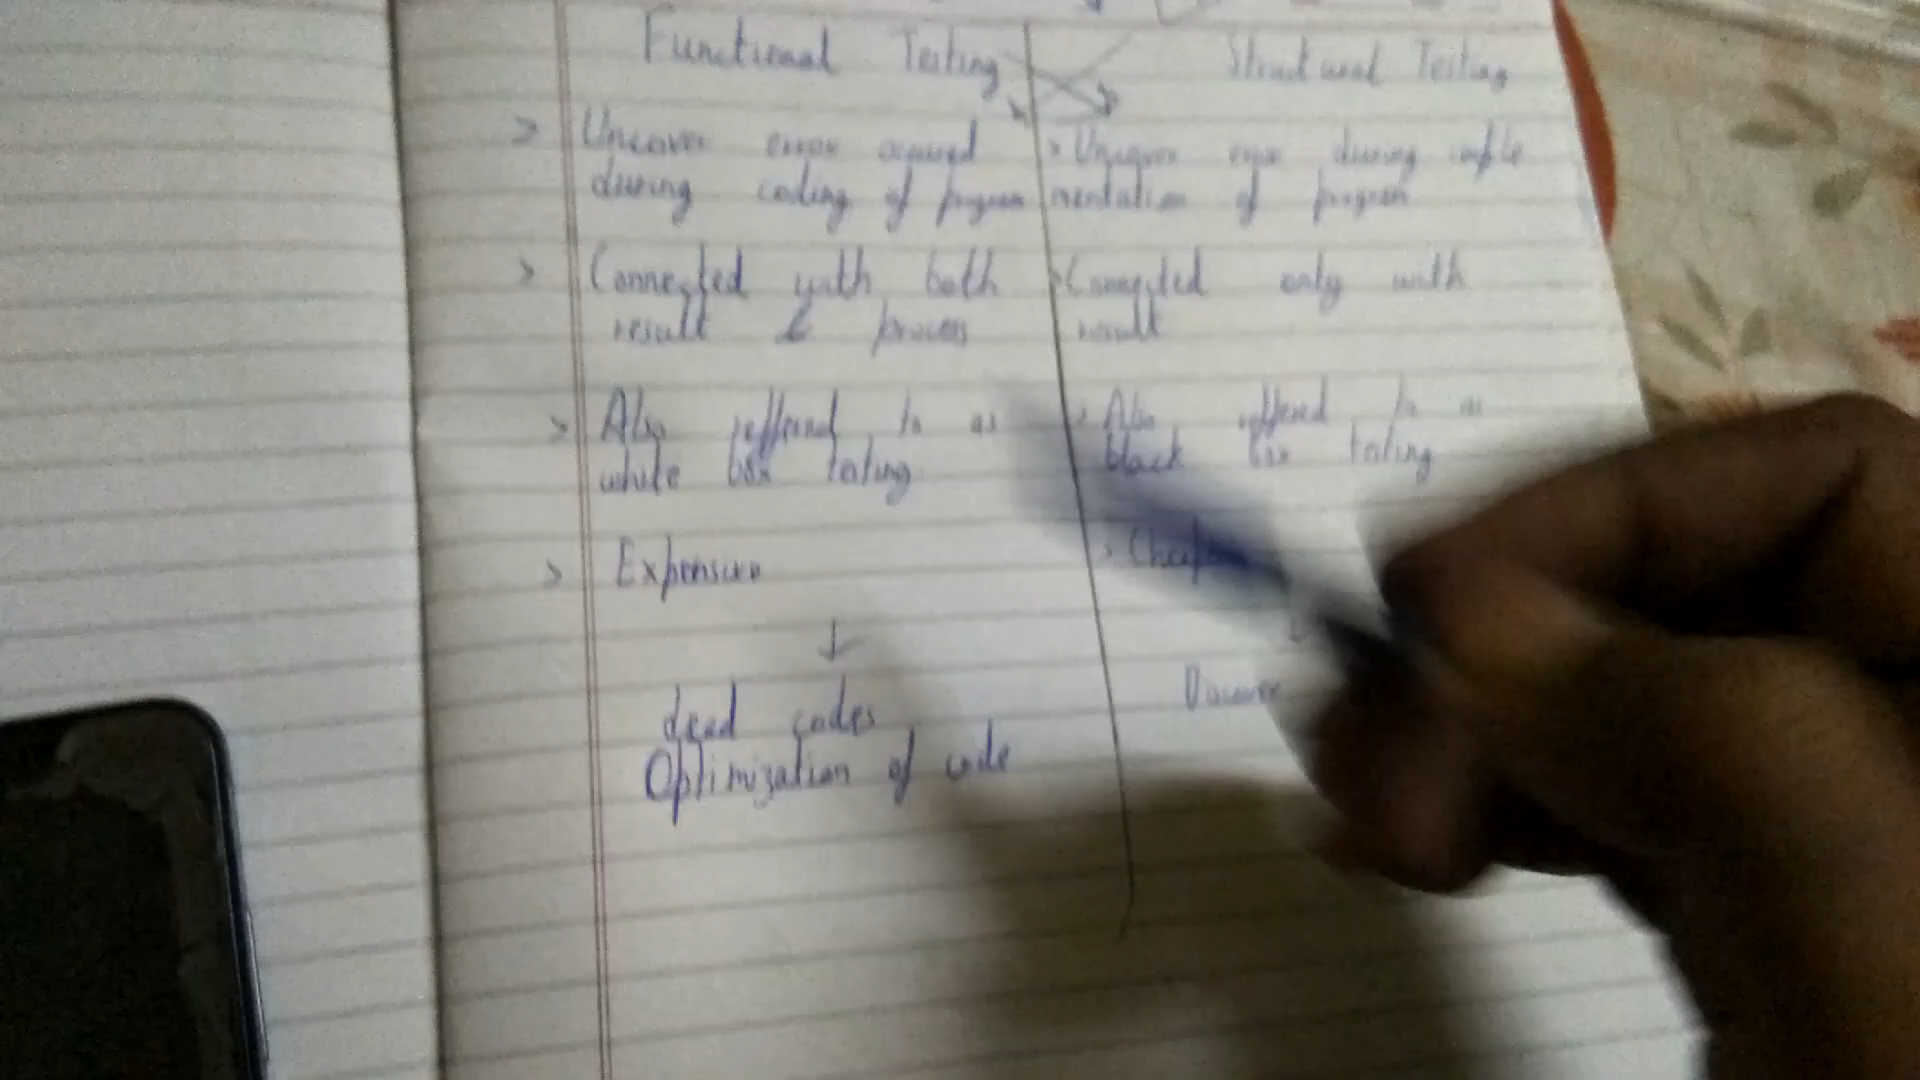 Functional Testing
> Uncover error occured
during coding of program
> Connected with both
result & process
> Also reffered to as
white box testing
> Expensive
↓
dead codes
Optimization of code
Structural Testing
> Uncover error during imple
mentation of program
> Connected only with
result
> Also reffered to as
black box testing